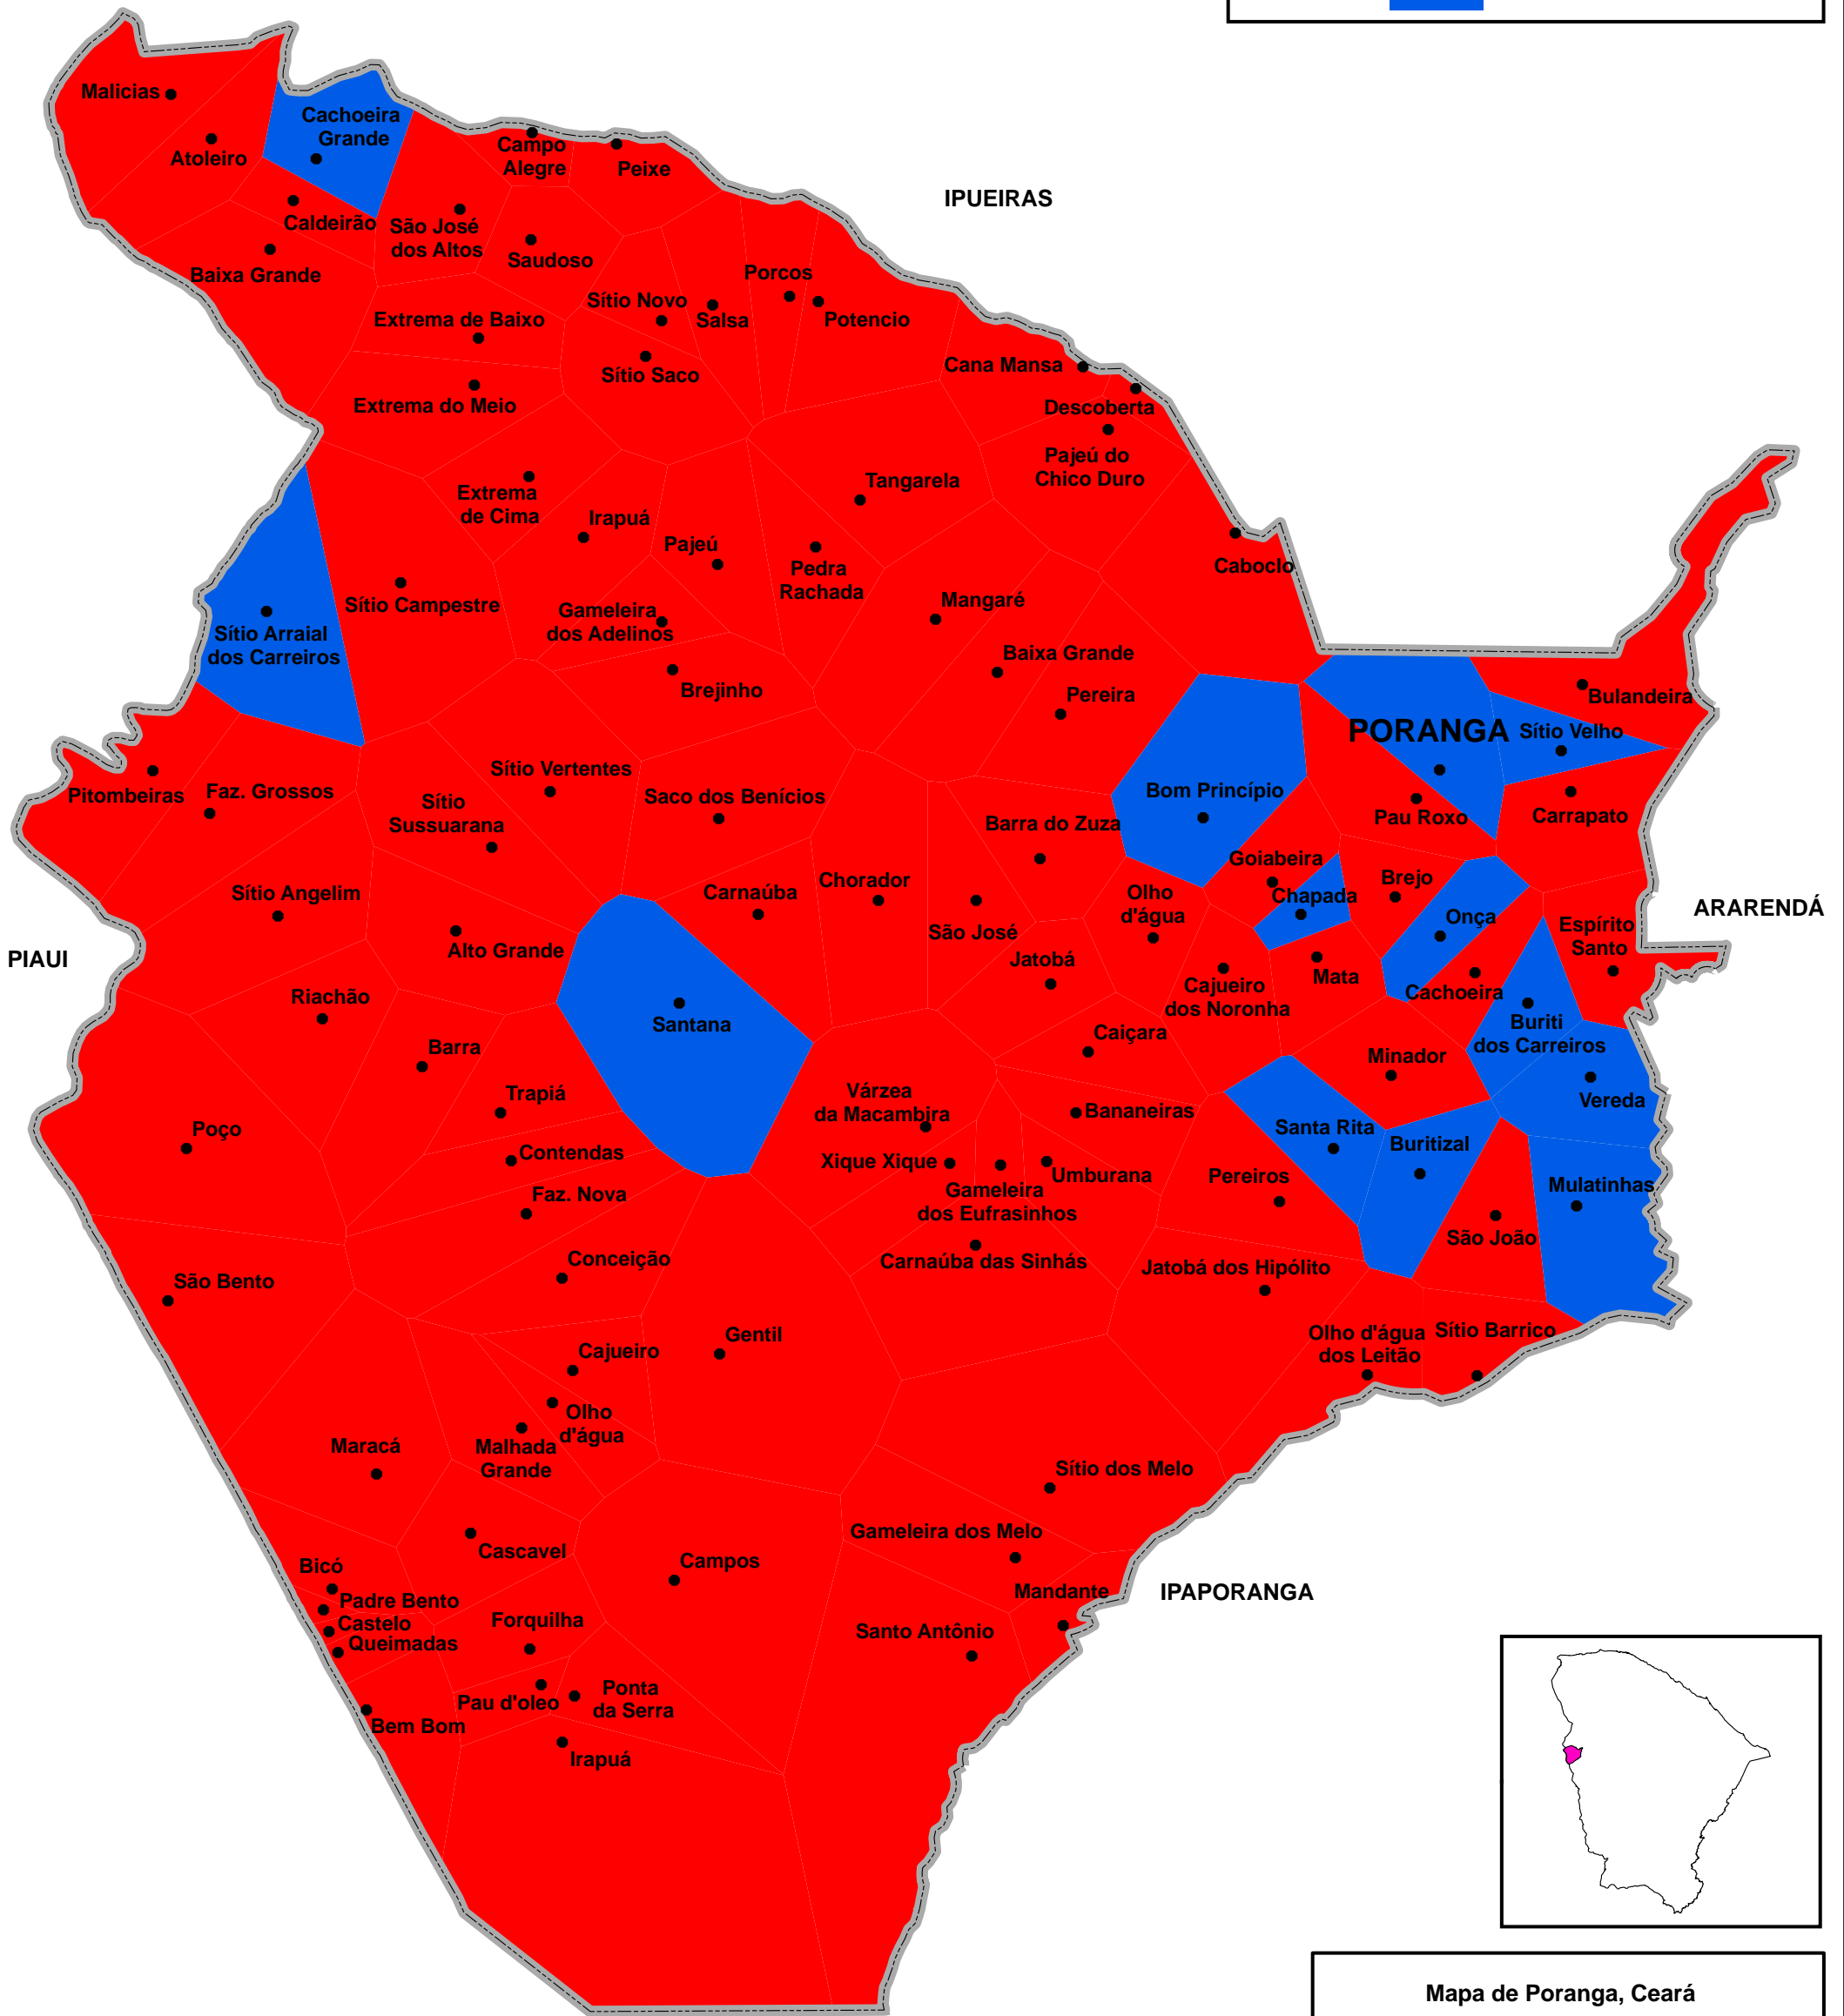 Malicias
Atoleiro
Cachoeira
Grande
Campo
Alegre
Peixe
IPUEIRAS
Caldeirão
São José
dos Altos
Saudoso
Baixa Grande
Porcos
Sítio Novo
Salsa
Potencio
Extrema de Baixo
Cana Mansa
Sítio Saco
Extrema do Meio
Descoberta
Pajeú do
Chico Duro
Tangarela
Extrema
de Cima
Irapuá
Pajeú
Pedra
Rachada
Caboclo
Sítio Campestre
Gameleira
dos Adelinos
Mangaré
Sítio Arraial
dos Carreiros
Baixa Grande
Brejinho
Pereira
Bulandeira
PORANGA
Sítio Velho
Sítio Vertentes
Pitombeiras
Faz. Grossos
Saco dos Benícios
Bom Princípio
Sítio
Sussuarana
Barra do Zuza
Pau Roxo
Carrapato
Goiabeira
Sítio Angelim
Carnaúba
Chorador
Olho
d'água
Chapada
Brejo
Onça
ARARENDÁ
Espírito
Santo
São José
Alto Grande
PIAUI
Jatobá
Mata
Cajueiro
dos Noronha
Cachoeira
Riachão
Santana
Buriti
dos Carreiros
Caiçara
Barra
Minador
Várzea
da Macambira
Trapiá
Bananeiras
Vereda
Poço
Santa Rita
Buritizal
Contendas
Xique Xique
Umburana
Pereiros
Mulatinhas
Faz. Nova
Gameleira
dos Eufrasinhos
São João
Conceição
Carnaúba das Sinhás
Jatobá dos Hipólito
São Bento
Gentil
Olho d'água
dos Leitão
Sítio Barrico
Cajueiro
Olho
d'água
Maracá
Malhada
Grande
Sítio dos Melo
Gameleira dos Melo
Cascavel
Campos
Bicó
Mandante
IPAPORANGA
Padre Bento
Castelo
Queimadas
Forquilha
Santo Antônio
Pau d'oleo
Ponta
da Serra
Bem Bom
Irapuá
Mapa de Poranga, Ceará